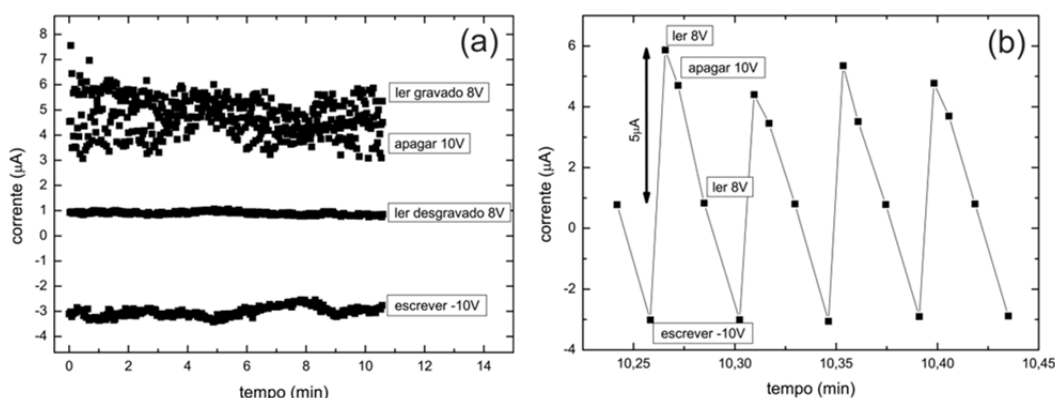 (a)
corrente (μA)
8
7
6
5
4
3
2
1
0
-1
-2
-3
-4
ler gravado 8V
apagar 10V
ler desgravado 8V
escrever -10V
0 2 4 6 8 10 12 14
tempo (min)
(b)
corrente (μA)
6
4
2
0
-2
-4
ler 8V
apagar 10V
5μA
ler 8V
escrever -10V
10,25 10,30 10,35 10,40 10,45
tempo (min)